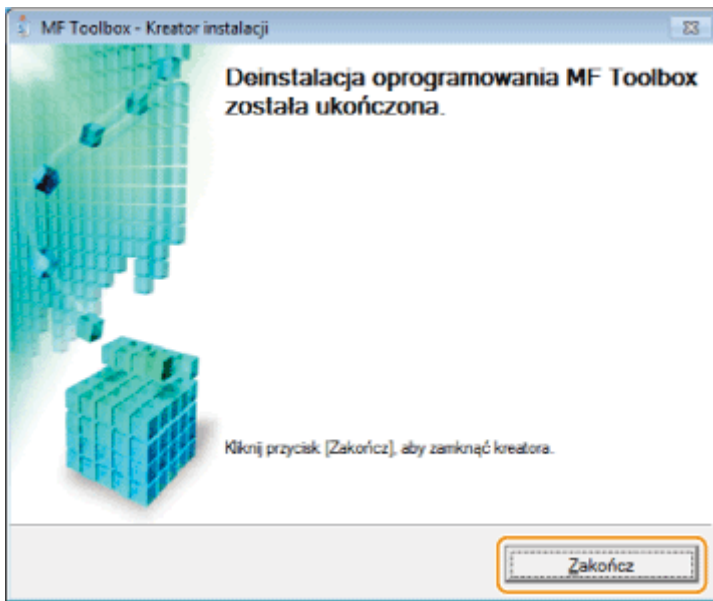 MF Toolbox - Kreator instalacji
Deinstalacja oprogramowania MF Toolbox
została ukończona.
Kliknij przycisk [Zakończ], aby zamknąć kreatora.
Zakończ